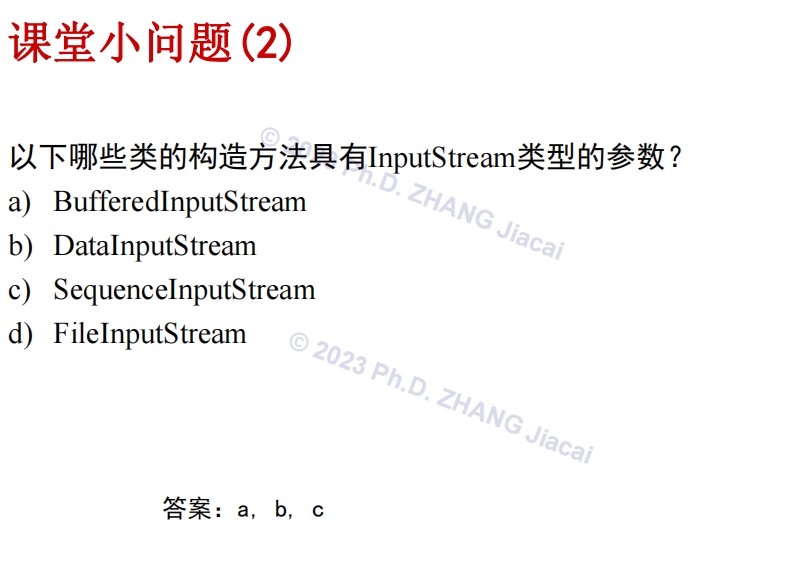 课堂小问题(2)
以下哪些类的构造方法具有InputStream类型的参数？
a) BufferedInputStream
b) DataInputStream
c) SequenceInputStream
d) FileInputStream
答案：a, b, c
© 2023 Ph.D. ZHANG Jiacai
© 2023 Ph.D. ZHANG Jiacai